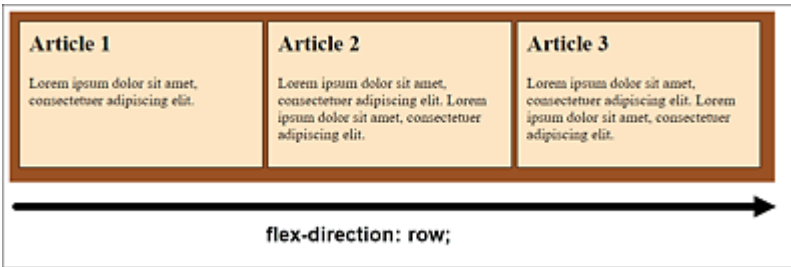 Article 1
Lorem ipsum dolor sit amet,
consectetuer adipiscing elit.
Article 2
Lorem ipsum dolor sit amet,
consectetuer adipiscing elit. Lorem
ipsum dolor sit amet, consectetuer
adipiscing elit.
Article 3
Lorem ipsum dolor sit amet,
consectetuer adipiscing elit. Lorem
ipsum dolor sit amet, consectetuer
adipiscing elit.
flex-direction: row;